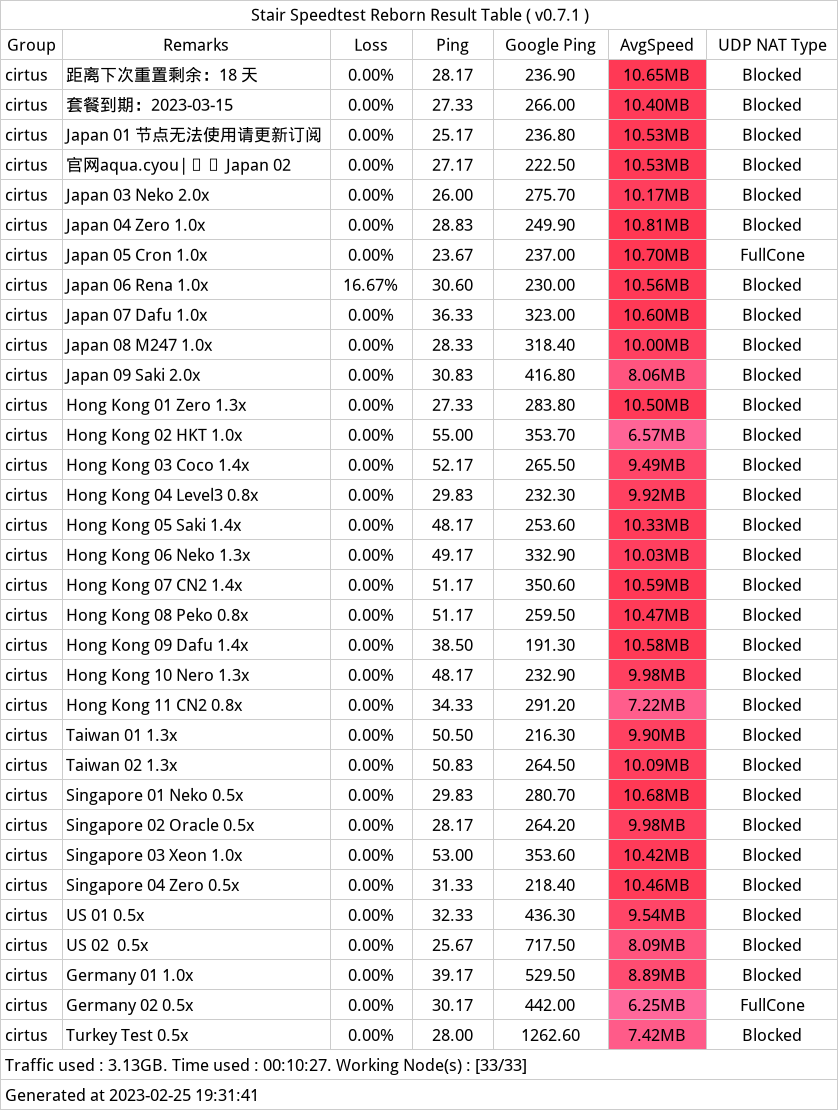 Stair Speedtest Reborn Result Table ( v0.7.1 )
Group Remarks Loss Ping Google Ping AvgSpeed UDP NAT Type
cirtus 距离下次重置剩余：18 天 0.00% 28.17 236.90 10.65MB Blocked
cirtus 套餐到期：2023-03-15 0.00% 27.33 266.00 10.40MB Blocked
cirtus Japan 01 节点无法使用请更新订阅 0.00% 25.17 236.80 10.53MB Blocked
cirtus 官网aqua.cyou| Japan 02 0.00% 27.17 222.50 10.53MB Blocked
cirtus Japan 03 Neko 2.0x 0.00% 26.00 275.70 10.17MB Blocked
cirtus Japan 04 Zero 1.0x 0.00% 28.83 249.90 10.81MB Blocked
cirtus Japan 05 Cron 1.0x 0.00% 23.67 237.00 10.70MB FullCone
cirtus Japan 06 Rena 1.0x 16.67% 30.60 230.00 10.56MB Blocked
cirtus Japan 07 Dafu 1.0x 0.00% 36.33 323.00 10.60MB Blocked
cirtus Japan 08 M247 1.0x 0.00% 28.33 318.40 10.00MB Blocked
cirtus Japan 09 Saki 2.0x 0.00% 30.83 416.80 8.06MB Blocked
cirtus Hong Kong 01 Zero 1.3x 0.00% 27.33 283.80 10.50MB Blocked
cirtus Hong Kong 02 HKT 1.0x 0.00% 55.00 353.70 6.57MB Blocked
cirtus Hong Kong 03 Coco 1.4x 0.00% 52.17 265.50 9.49MB Blocked
cirtus Hong Kong 04 Level3 0.8x 0.00% 29.83 232.30 9.92MB Blocked
cirtus Hong Kong 05 Saki 1.4x 0.00% 48.17 253.60 10.33MB Blocked
cirtus Hong Kong 06 Neko 1.3x 0.00% 49.17 332.90 10.03MB Blocked
cirtus Hong Kong 07 CN2 1.4x 0.00% 51.17 350.60 10.59MB Blocked
cirtus Hong Kong 08 Peko 0.8x 0.00% 51.17 259.50 10.47MB Blocked
cirtus Hong Kong 09 Dafu 1.4x 0.00% 38.50 191.30 10.58MB Blocked
cirtus Hong Kong 10 Nero 1.3x 0.00% 48.17 232.90 9.98MB Blocked
cirtus Hong Kong 11 CN2 0.8x 0.00% 34.33 291.20 7.22MB Blocked
cirtus Taiwan 01 1.3x 0.00% 50.50 216.30 9.90MB Blocked
cirtus Taiwan 02 1.3x 0.00% 50.83 264.50 10.09MB Blocked
cirtus Singapore 01 Neko 0.5x 0.00% 29.83 280.70 10.68MB Blocked
cirtus Singapore 02 Oracle 0.5x 0.00% 28.17 264.20 9.98MB Blocked
cirtus Singapore 03 Xeon 1.0x 0.00% 53.00 353.60 10.42MB Blocked
cirtus Singapore 04 Zero 0.5x 0.00% 31.33 218.40 10.46MB Blocked
cirtus US 01 0.5x 0.00% 32.33 436.30 9.54MB Blocked
cirtus US 02 0.5x 0.00% 25.67 717.50 8.09MB Blocked
cirtus Germany 01 1.0x 0.00% 39.17 529.50 8.89MB Blocked
cirtus Germany 02 0.5x 0.00% 30.17 442.00 6.25MB FullCone
cirtus Turkey Test 0.5x 0.00% 28.00 1262.60 7.42MB Blocked
Traffic used : 3.13GB. Time used : 00:10:27. Working Node(s) : [33/33]
Generated at 2023-02-25 19:31:41